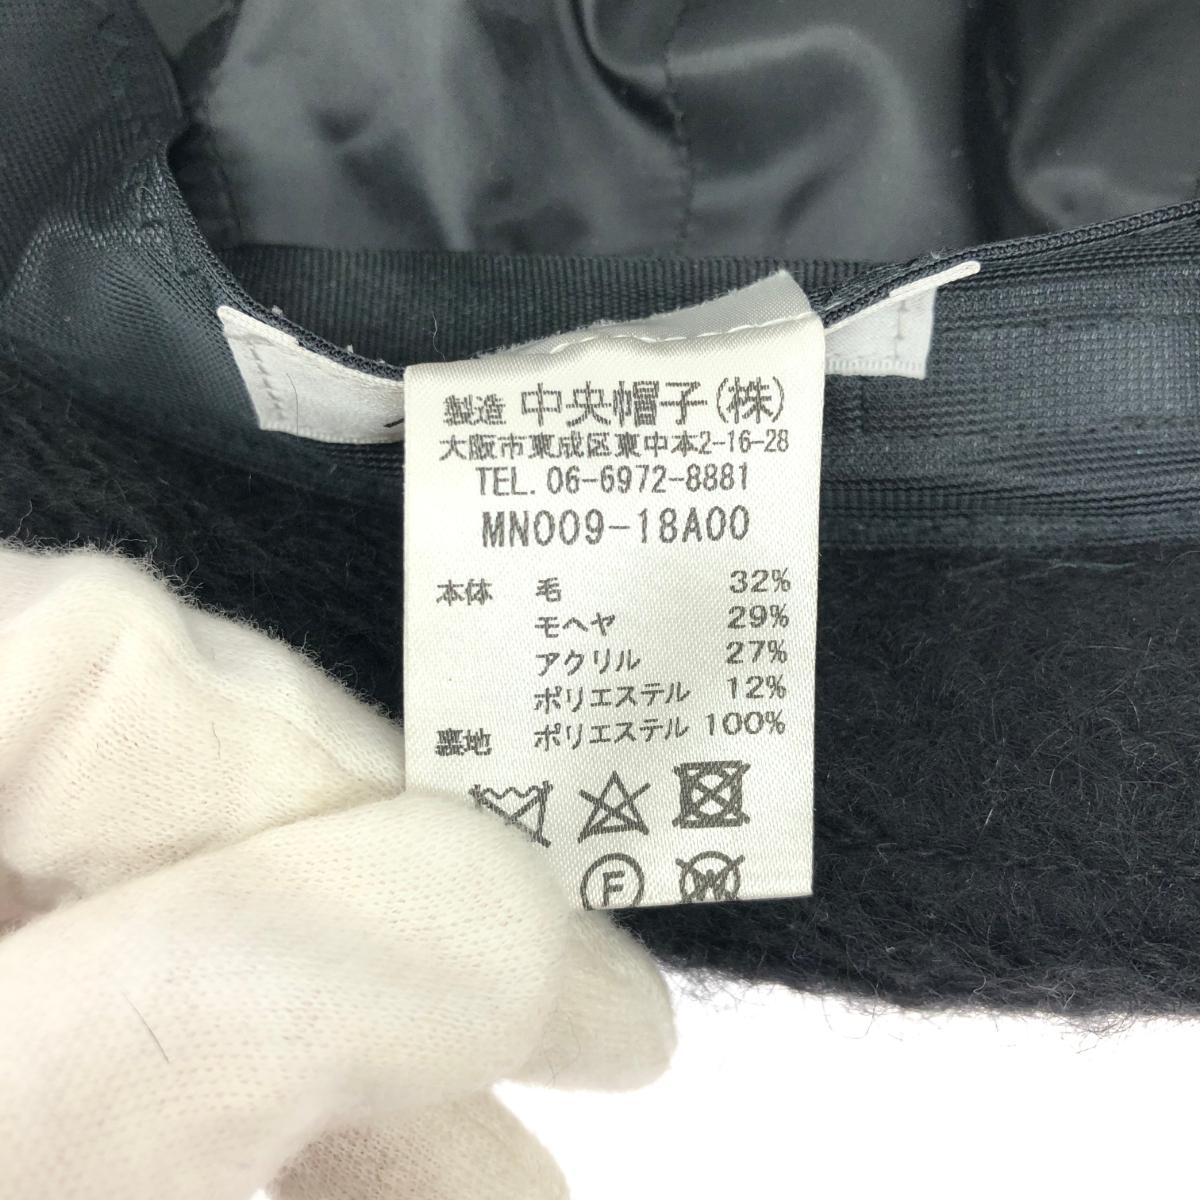 製造 中央帽子(株)
大阪市東成区東中本2-16-28
TEL. 06-6972-8881
MN009-18A00
本体 毛 32%
モヘヤ 29%
アクリル 27%
ポリエステル 12%
裏地 ポリエステル 100%
F
W